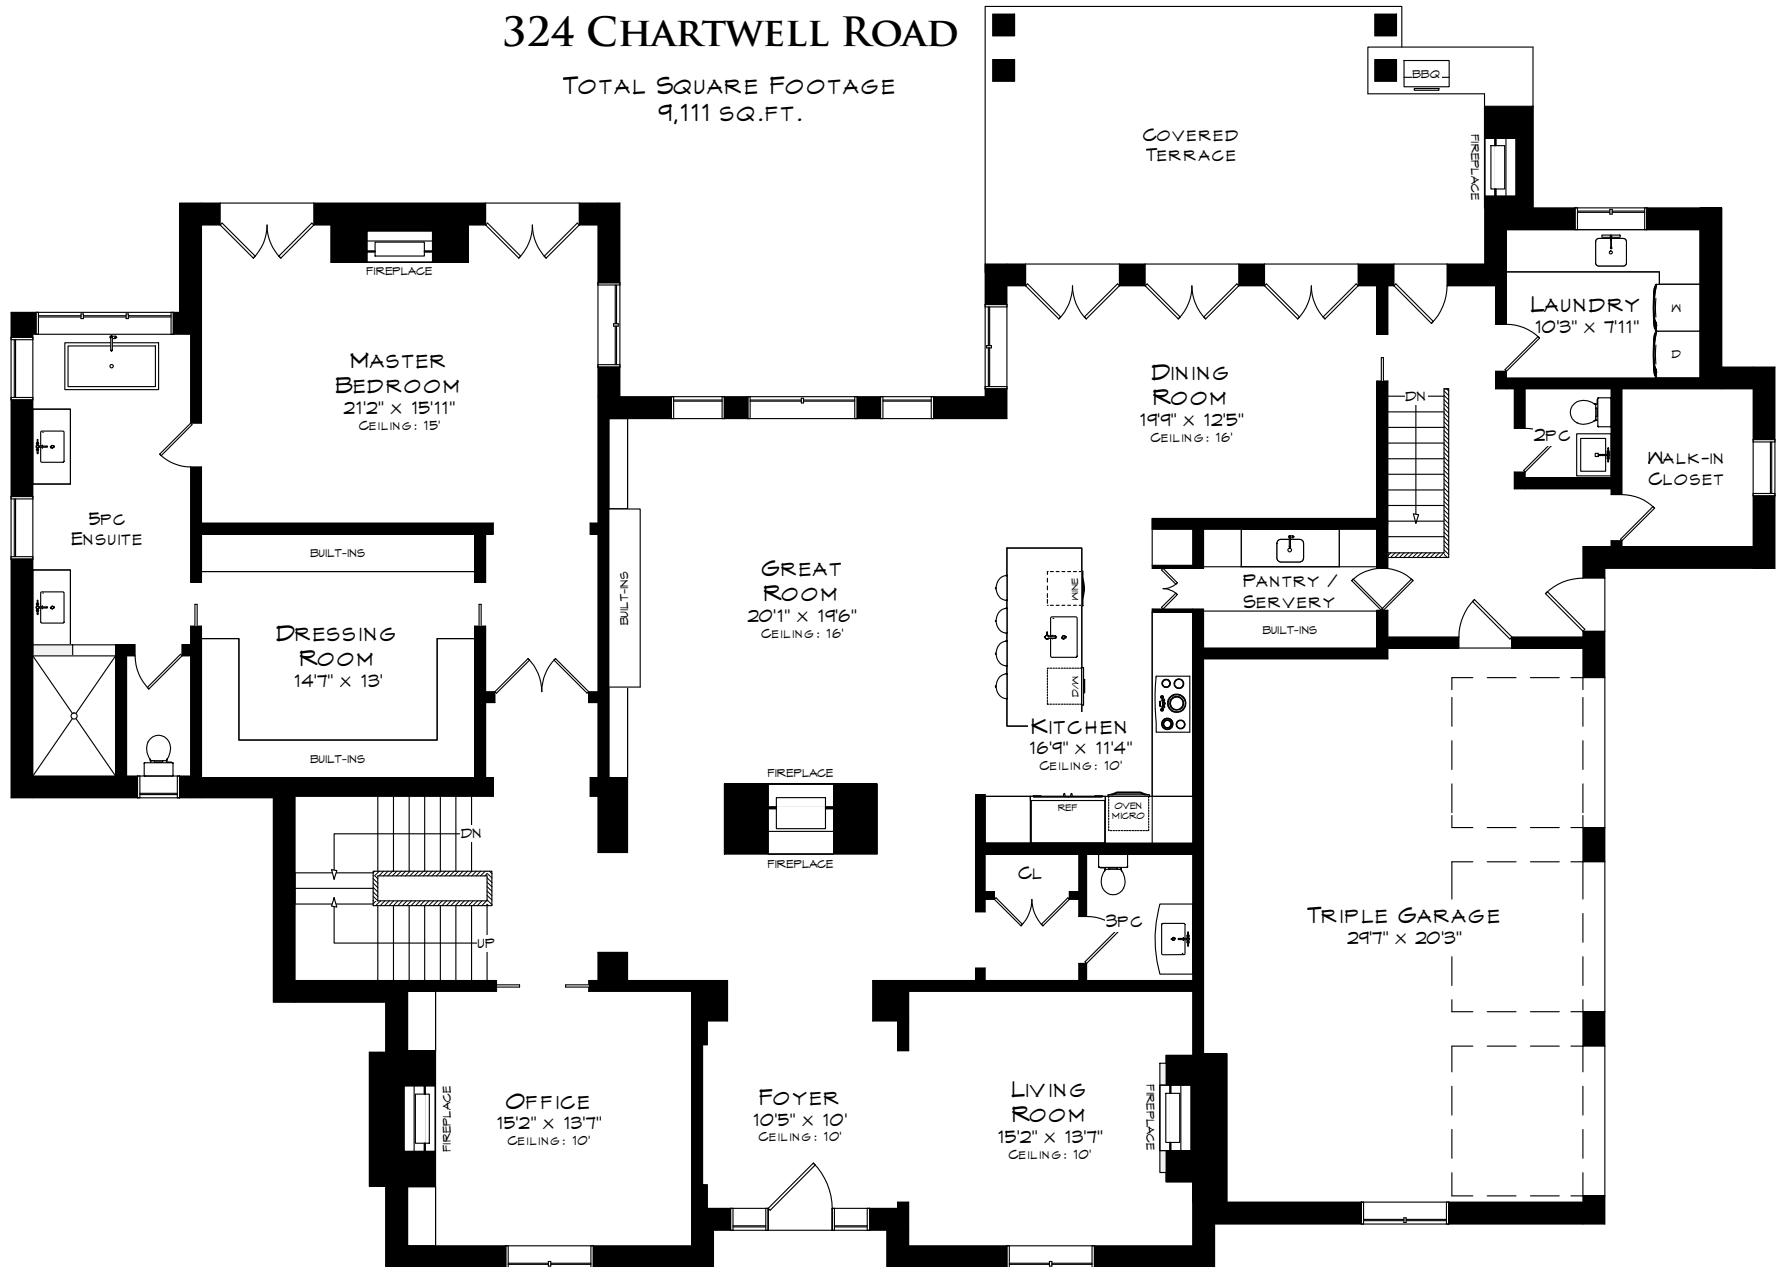 324 CHARTWELL ROAD
TOTAL SQUARE FOOTAGE
9,111 SQ.FT.
BBQ
COVERED
TERRACE
FIREPLACE
FIREPLACE
LAUNDRY
10'3" X 7'11"
W
D
MASTER
BEDROOM
21'2" X 15'11"
CEILING: 15'
DINING
ROOM
19'9" X 12'5"
CEILING: 16'
DN
2PC
WALK-IN
CLOSET
5PC
ENSUITE
BUILT-INS
GREAT
ROOM
20'1" X 19'6"
CEILING: 16'
BUILT-INS
WINE
PANTRY /
SERVERY
BUILT-INS
DRESSING
ROOM
14'7" X 13'
BUILT-INS
D/W
KITCHEN
16'9" X 11'4"
CEILING: 10'
FIREPLACE
REF
OVEN
MICRO
FIREPLACE
DN
UP
CL
3PC
TRIPLE GARAGE
29'7" X 20'3"
FIREPLACE
OFFICE
15'2" X 13'7"
CEILING: 10'
FOYER
10'5" X 10'
CEILING: 10'
LIVING
ROOM
15'2" X 13'7"
CEILING: 10'
FIREPLACE